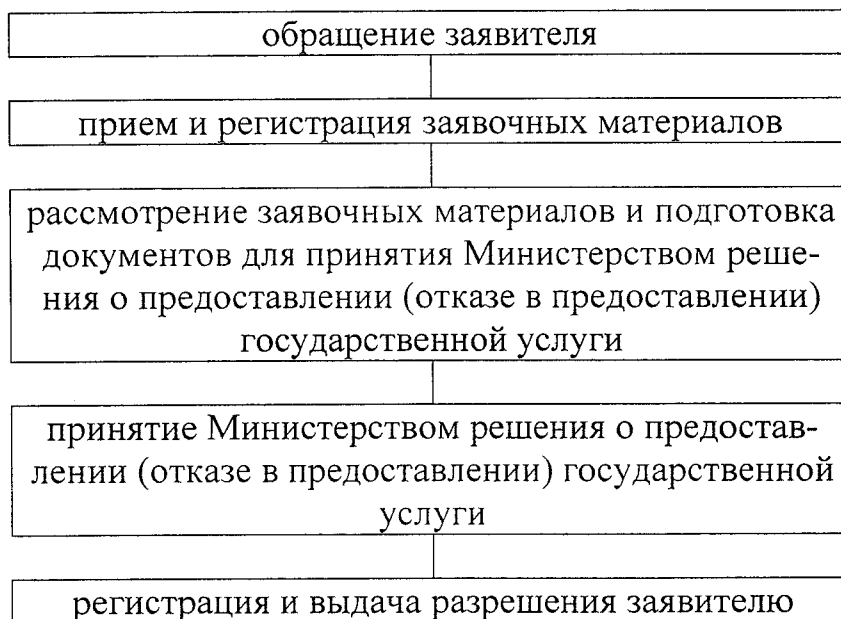 обращение заявителя
прием и регистрация заявочных материалов
рассмотрение заявочных материалов и подготовка
документов для принятия Министерством реше-
ния о предоставлении (отказе в предоставлении)
государственной услуги
принятие Министерством решения о предостав-
лении (отказе в предоставлении) государственной
услуги
регистрация и выдача разрешения заявителю